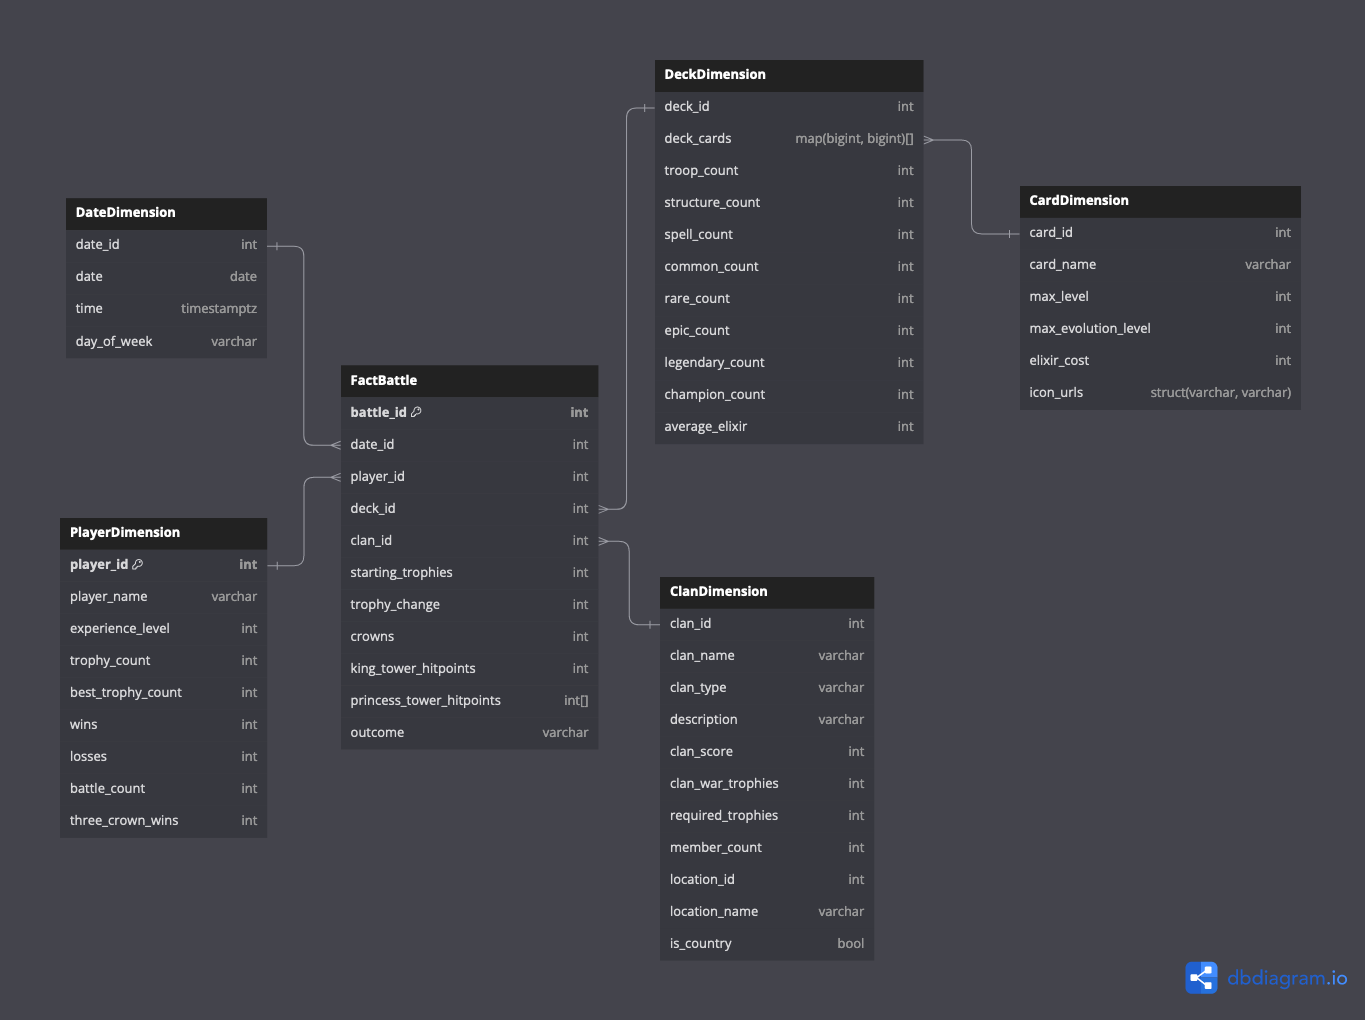 DeckDimension
deck_id int
deck_cards map(bigint, bigint)[]
troop_count int
structure_count int
spell_count int
common_count int
rare_count int
epic_count int
legendary_count int
champion_count int
average_elixir int
CardDimension
card_id int
card_name varchar
max_level int
max_evolution_level int
elixir_cost int
icon_urls struct(varchar, varchar)
DateDimension
date_id int
date date
time timestamptz
day_of_week varchar
FactBattle
battle_id int
date_id int
player_id int
deck_id int
clan_id int
starting_trophies int
trophy_change int
crowns int
king_tower_hitpoints int
princess_tower_hitpoints int[]
outcome varchar
PlayerDimension
player_id int
player_name varchar
experience_level int
trophy_count int
best_trophy_count int
wins int
losses int
battle_count int
three_crown_wins int
ClanDimension
clan_id int
clan_name varchar
clan_type varchar
description varchar
clan_score int
clan_war_trophies int
required_trophies int
member_count int
location_id int
location_name varchar
is_country bool
dbdiagram.io